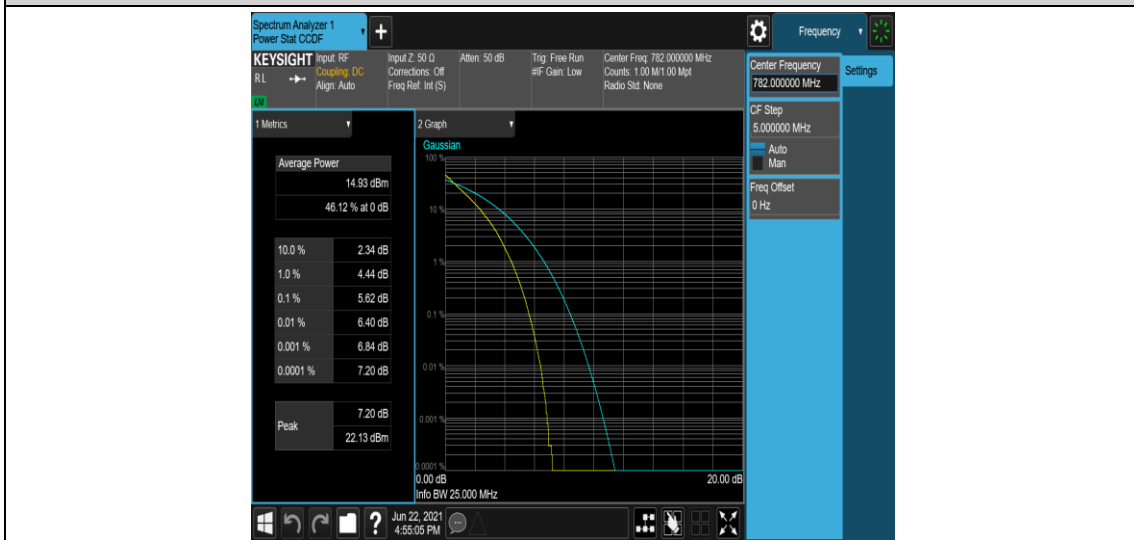 Spectrum Analyzer 1
Power Stat CCDF
+
Frequency
KEYSIGHT
RL
LXI
Input: RF
Coupling: DC
Align: Auto
Input Z: 50 Ω
Corrections: Off
Freq Ref: Int (S)
Atten: 50 dB
Trig: Free Run
#IF Gain: Low
Center Freq: 782.000000 MHz
Counts: 1.00 M/1.00 Mpt
Radio Std: None
Center Frequency
782.000000 MHz
Settings
CF Step
5.000000 MHz
Auto
Man
Freq Offset
0 Hz
1 Metrics
Average Power
14.93 dBm
46.12 % at 0 dB
10.0 % 2.34 dB
1.0 % 4.44 dB
0.1 % 5.62 dB
0.01 % 6.40 dB
0.001 % 6.84 dB
0.0001 % 7.20 dB
Peak
7.20 dB
22.13 dBm
2 Graph
Gaussian
100 %
10 %
1 %
0.1 %
0.01 %
0.001 %
0.0001 %
0.00 dB 20.00 dB
Info BW 25.000 MHz
?
Jun 22, 2021
4:55:05 PM